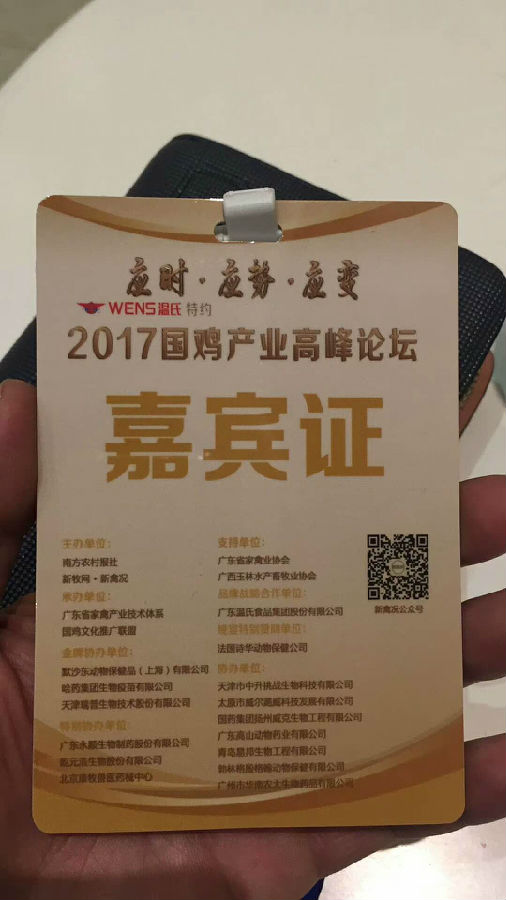 应时·应势·应变
WENS温氏 特约
2017国鸡产业高峰论坛
嘉宾证
主办单位：
南方农村报社
新牧网·新禽况
承办单位：
广东省家禽产业技术体系
国鸡文化推广联盟
金牌协办单位：
默沙东动物保健品（上海）有限公司
哈药集团生物疫苗有限公司
天津瑞普生物技术股份有限公司
特别协办单位：
广东永顺生物制药股份有限公司
乾元浩生物股份有限公司
北京康牧兽医药械中心
支持单位：
广东省家禽业协会
广西玉林水产畜牧业协会
品牌战略合作单位：
广东温氏食品集团股份有限公司
晚宴特别赞助单位：
法国诗华动物保健公司
协办单位：
天津市中升挑战生物科技有限公司
太原市威尔潞威科技发展有限公司
国药集团扬州威克生物工程有限公司
广东高山动物药业有限公司
青岛易邦生物工程有限公司
勃林格殷格翰动物保健有限公司
广州市华南农大生物药品有限公司
新禽况公众号